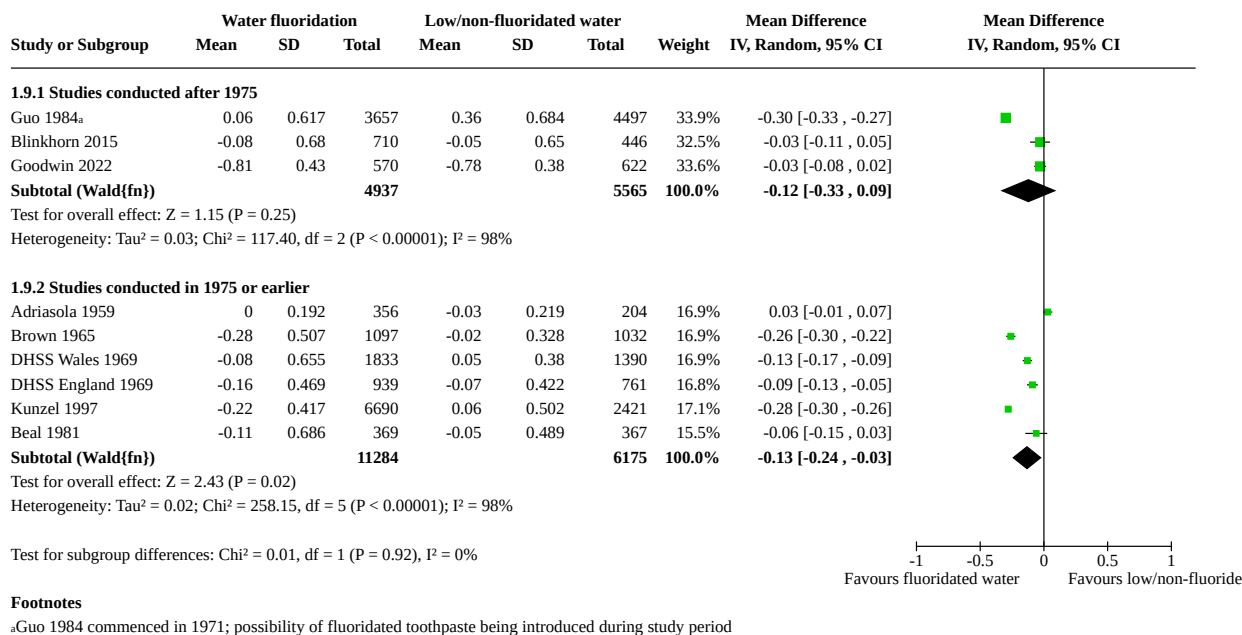 Water fluoridation Low/non-fluoridated water Mean Difference Mean Difference
Study or Subgroup Mean SD Total Mean SD Total Weight IV, Random, 95% CI IV, Random, 95% CI
1.9.1 Studies conducted after 1975
Guo 1984a 0.06 0.617 3657 0.36 0.684 4497 33.9% -0.30 [-0.33 , -0.27]
Blinkhorn 2015 -0.08 0.68 710 -0.05 0.65 446 32.5% -0.03 [-0.11 , 0.05]
Goodwin 2022 -0.81 0.43 570 -0.78 0.38 622 33.6% -0.03 [-0.08 , 0.02]
Subtotal (Wald{fn}) 4937 5565 100.0% -0.12 [-0.33 , 0.09]
Test for overall effect: Z = 1.15 (P = 0.25)
Heterogeneity: Tau² = 0.03; Chi² = 117.40, df = 2 (P < 0.00001); I² = 98%
1.9.2 Studies conducted in 1975 or earlier
Adriasola 1959 0 0.192 356 -0.03 0.219 204 16.9% 0.03 [-0.01 , 0.07]
Brown 1965 -0.28 0.507 1097 -0.02 0.328 1032 16.9% -0.26 [-0.30 , -0.22]
DHSS Wales 1969 -0.08 0.655 1833 0.05 0.38 1390 16.9% -0.13 [-0.17 , -0.09]
DHSS England 1969 -0.16 0.469 939 -0.07 0.422 761 16.8% -0.09 [-0.13 , -0.05]
Kunzel 1997 -0.22 0.417 6690 0.06 0.502 2421 17.1% -0.28 [-0.30 , -0.26]
Beal 1981 -0.11 0.686 369 -0.05 0.489 367 15.5% -0.06 [-0.15 , 0.03]
Subtotal (Wald{fn}) 11284 6175 100.0% -0.13 [-0.24 , -0.03]
Test for overall effect: Z = 2.43 (P = 0.02)
Heterogeneity: Tau² = 0.02; Chi² = 258.15, df = 5 (P < 0.00001); I² = 98%
Test for subgroup differences: Chi² = 0.01, df = 1 (P = 0.92), I² = 0%
-1 -0.5 0 0.5 1
Favours fluoridated water Favours low/non-fluoride
Footnotes
aGuo 1984 commenced in 1971; possibility of fluoridated toothpaste being introduced during study period